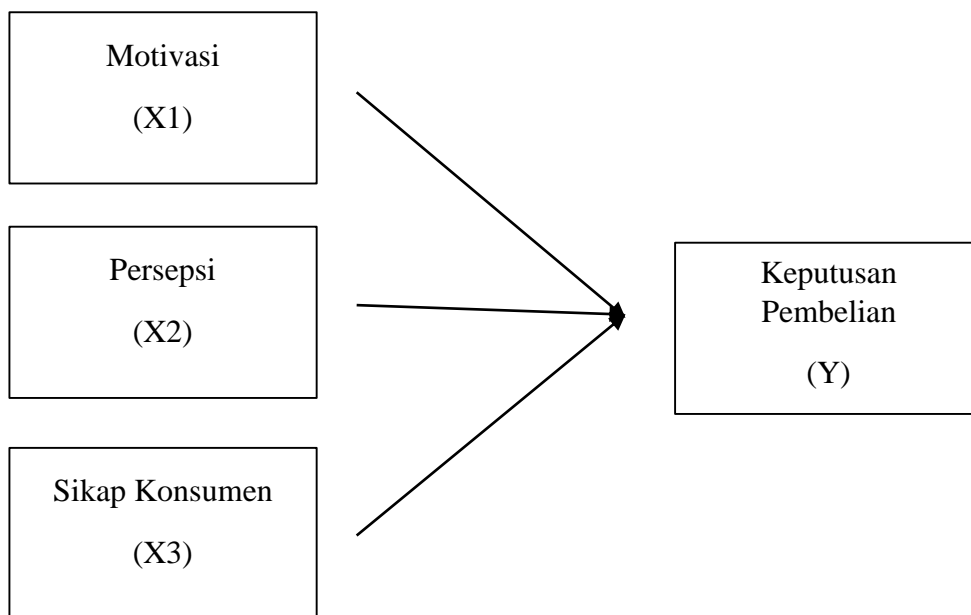 Motivasi
(X1)
Persepsi
(X2)
Sikap Konsumen
(X3)
Keputusan
Pembelian
(Y)